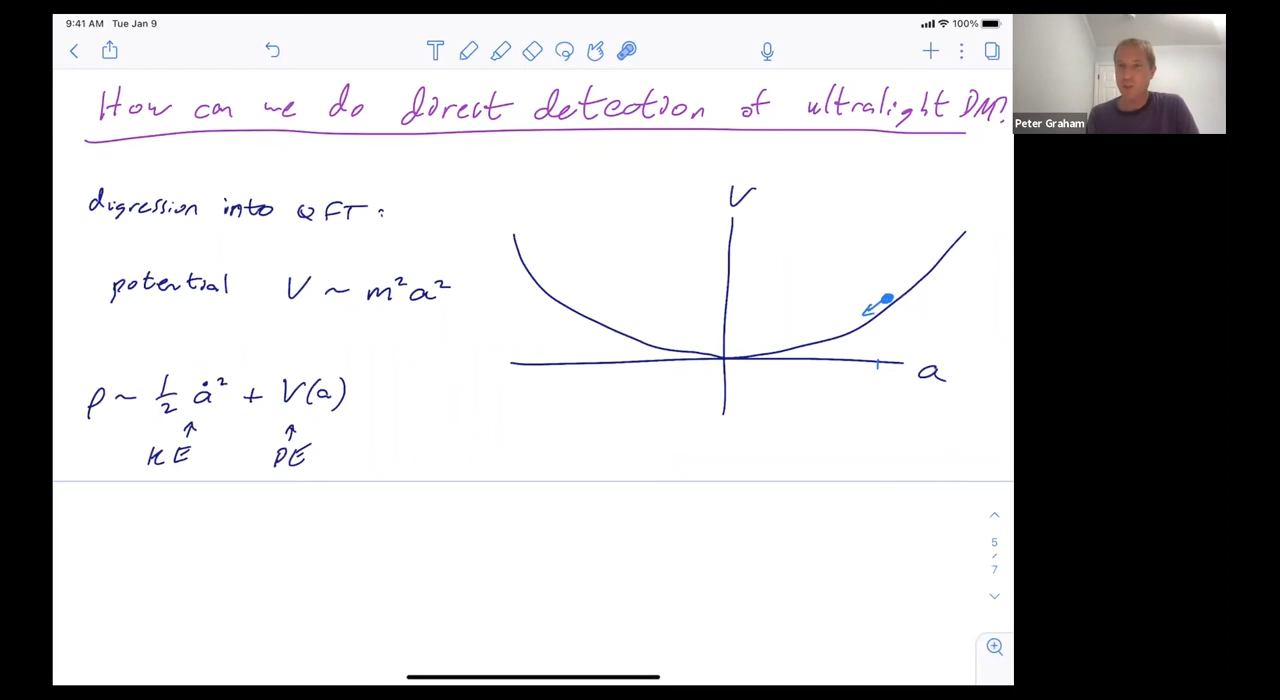 9:41 AM Tue Jan 9
100%
How can we do direct detection of ultralight DM?
Peter Graham
digression into QFT:
V
potential V ~ m²a²
a
ρ ~ 1/2 ȧ² + V(a)
↑ ↑
KE PE
5
/
7